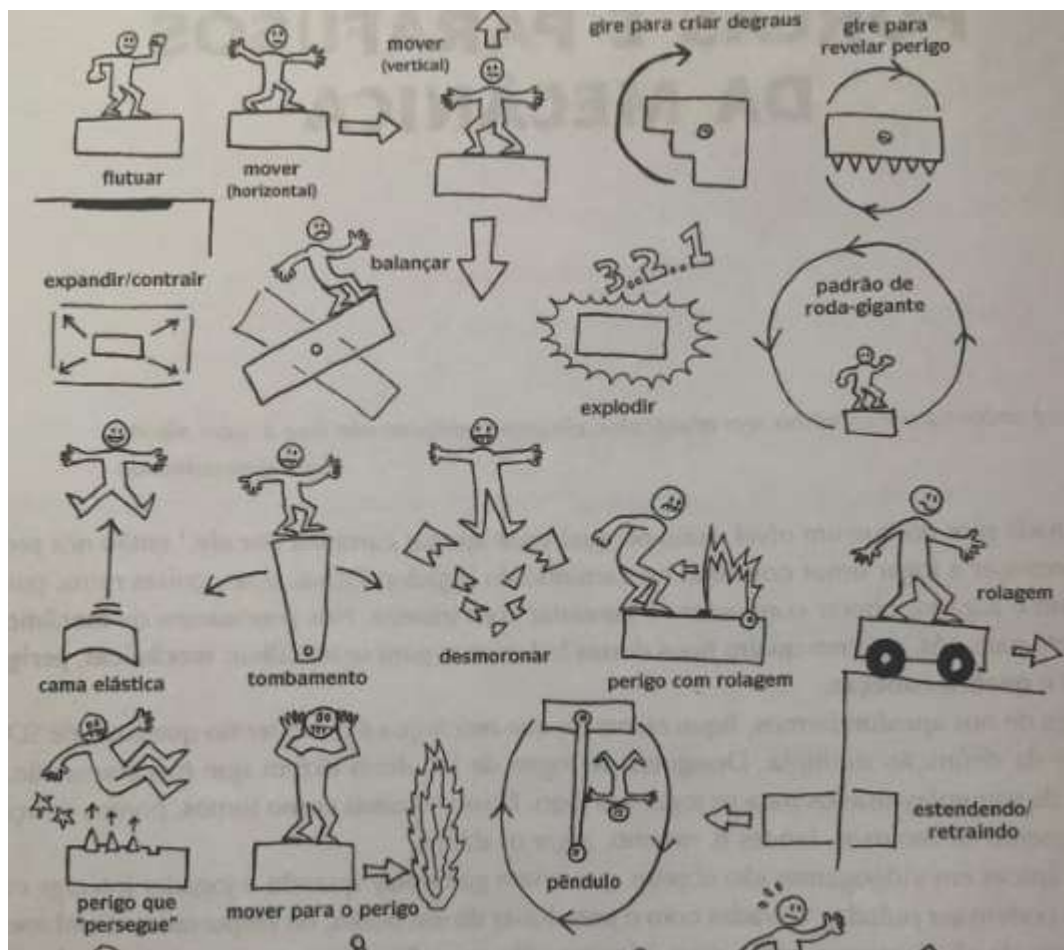 flutuar
mover
(horizontal)
mover
(vertical)
gire para criar degraus
gire para
revelar perigo
expandir/contrair
balançar
3..2..1
explodir
padrão de
roda-gigante
cama elástica
tombamento
desmoronar
perigo com rolagem
rolagem
perigo que
"persegue"
mover para o perigo
pêndulo
estendendo/
retraindo